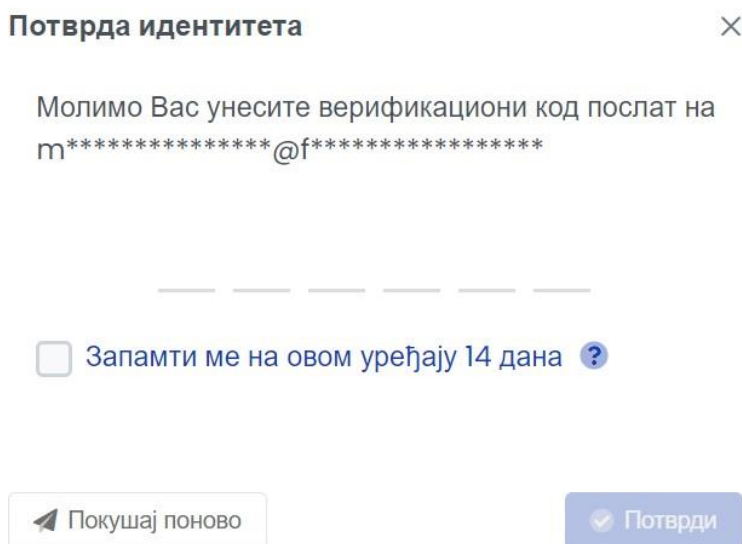 Потврда идентитета
Молимо Вас унесите верификациони код послат на
m***************@f*****************
Запамти ме на овом уређају 14 дана ?
Покушај поново
Потврди